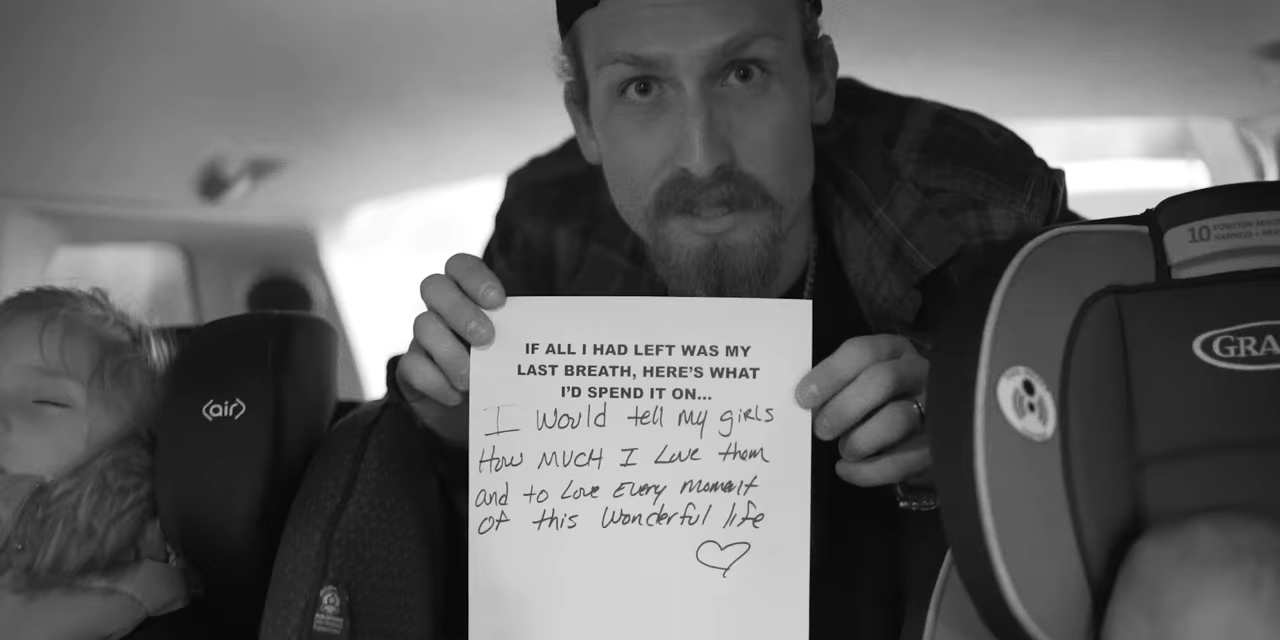 IF ALL I HAD LEFT WAS MY
LAST BREATH, HERE'S WHAT
I'D SPEND IT ON...
I would tell my girls
How MUCH I Love them
and to Love Every moment
of this Wonderful life
(air)
GRA
10